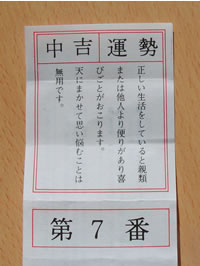 中吉運勢
正しい生活をしていると親類
または他人より便りがあり喜
びごとがおこります。
天にまかせて思い悩むことは
無用です。
第7番